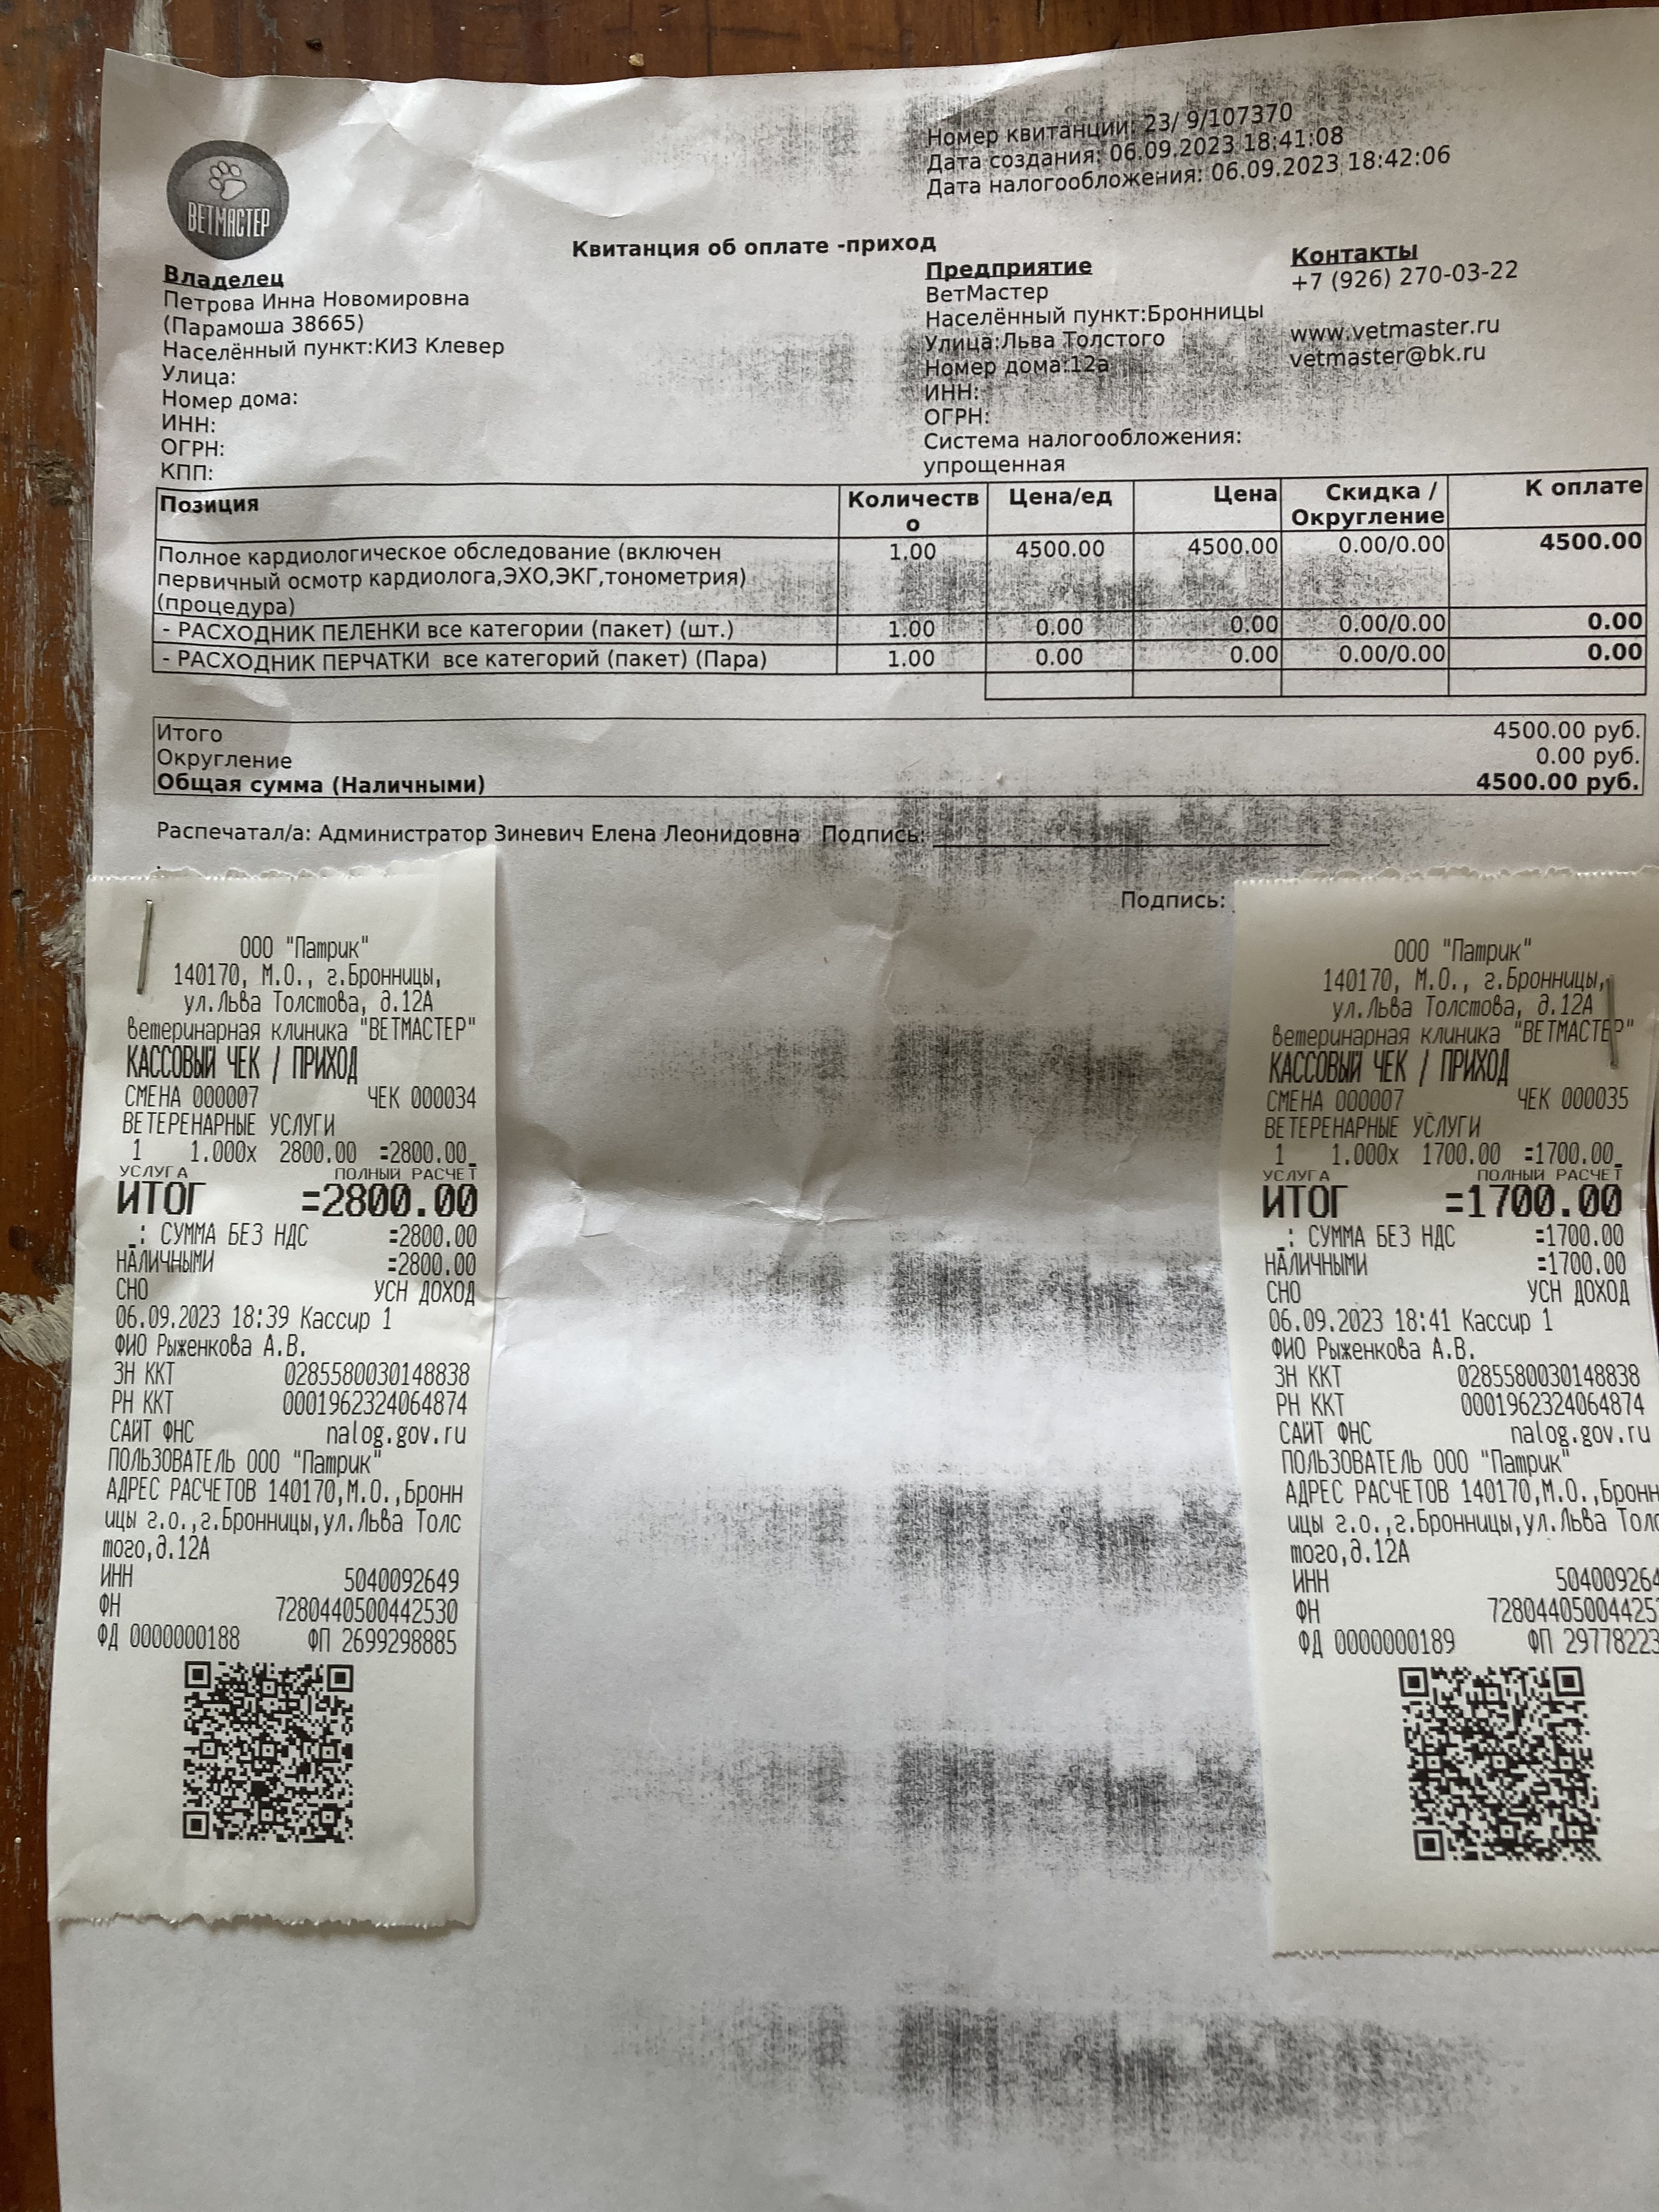 Номер квитанции: 23/ 9/107370
Дата создания: 06.09.2023 18:41:08
Дата налогообложения: 06.09.2023 18:42:06
ВЕТМАСТЕР
Квитанция об оплате -приход
Владелец
Петрова Инна Новомировна
(Парамоша 38665)
Населённый пункт:КИЗ Клевер
Улица:
Номер дома:
ИНН:
ОГРН:
КПП:
Предприятие
ВетМастер
Населённый пункт:Бронницы
Улица:Льва Толстого
Номер дома:12а
ИНН:
ОГРН:
Система налогообложения:
упрощенная
Контакты
+7 (926) 270-03-22
www.vetmaster.ru
vetmaster@bk.ru
Позиция Количеств Цена/ед Цена Скидка / К оплате
о Округление
Полное кардиологическое обследование (включен 1.00 4500.00 4500.00 0.00/0.00 4500.00
первичный осмотр кардиолога,ЭХО,ЭКГ,тонометрия)
(процедура)
- РАСХОДНИК ПЕЛЕНКИ все категории (пакет) (шт.) 1.00 0.00 0.00 0.00/0.00 0.00
- РАСХОДНИК ПЕРЧАТКИ все категорий (пакет) (Пара) 1.00 0.00 0.00 0.00/0.00 0.00
Итого 4500.00 руб.
Округление 0.00 руб.
Общая сумма (Наличными) 4500.00 руб.
Распечатал/а: Администратор Зиневич Елена Леонидовна Подпись:
Подпись:
ООО "Патрик"
140170, М.О., г.Бронницы,
ул.Льва Толстова, д.12А
ветеринарная клиника "ВЕТМАСТЕР"
КАССОВЫЙ ЧЕК / ПРИХОД
СМЕНА 000007 ЧЕК 000034
ВЕТЕРЕНАРНЫЕ УСЛУГИ
1 1.000х 2800.00 =2800.00_
УСЛУГА ПОЛНЫЙ РАСЧЕТ
ИТОГ =2800.00
_: СУММА БЕЗ НДС =2800.00
НАЛИЧНЫМИ =2800.00
СНО УСН ДОХОД
06.09.2023 18:39 Кассир 1
ФИО Рыженкова А.В.
ЗН ККТ 0285580030148838
РН ККТ 0001962324064874
САЙТ ФНС nalog.gov.ru
ПОЛЬЗОВАТЕЛЬ ООО "Патрик"
АДРЕС РАСЧЕТОВ 140170,М.О.,Бронн
ицы г.о.,г.Бронницы,ул.Льва Толс
того,д.12А
ИНН 5040092649
ФН 7280440500442530
ФД 0000000188 ФП 2699298885
ООО "Патрик"
140170, М.О., г.Бронницы,
ул.Льва Толстова, д.12А
ветеринарная клиника "ВЕТМАСТЕР"
КАССОВЫЙ ЧЕК / ПРИХОД
СМЕНА 000007 ЧЕК 000035
ВЕТЕРЕНАРНЫЕ УСЛУГИ
1 1.000х 1700.00 =1700.00_
УСЛУГА ПОЛНЫЙ РАСЧЕТ
ИТОГ =1700.00
_: СУММА БЕЗ НДС =1700.00
НАЛИЧНЫМИ =1700.00
СНО УСН ДОХОД
06.09.2023 18:41 Кассир 1
ФИО Рыженкова А.В.
ЗН ККТ 0285580030148838
РН ККТ 0001962324064874
САЙТ ФНС nalog.gov.ru
ПОЛЬЗОВАТЕЛЬ ООО "Патрик"
АДРЕС РАСЧЕТОВ 140170,М.О.,Бронн
ицы г.о.,г.Бронницы,ул.Льва Толс
того,д.12А
ИНН 504009264
ФН 728044050044253
ФД 0000000189 ФП 29778223